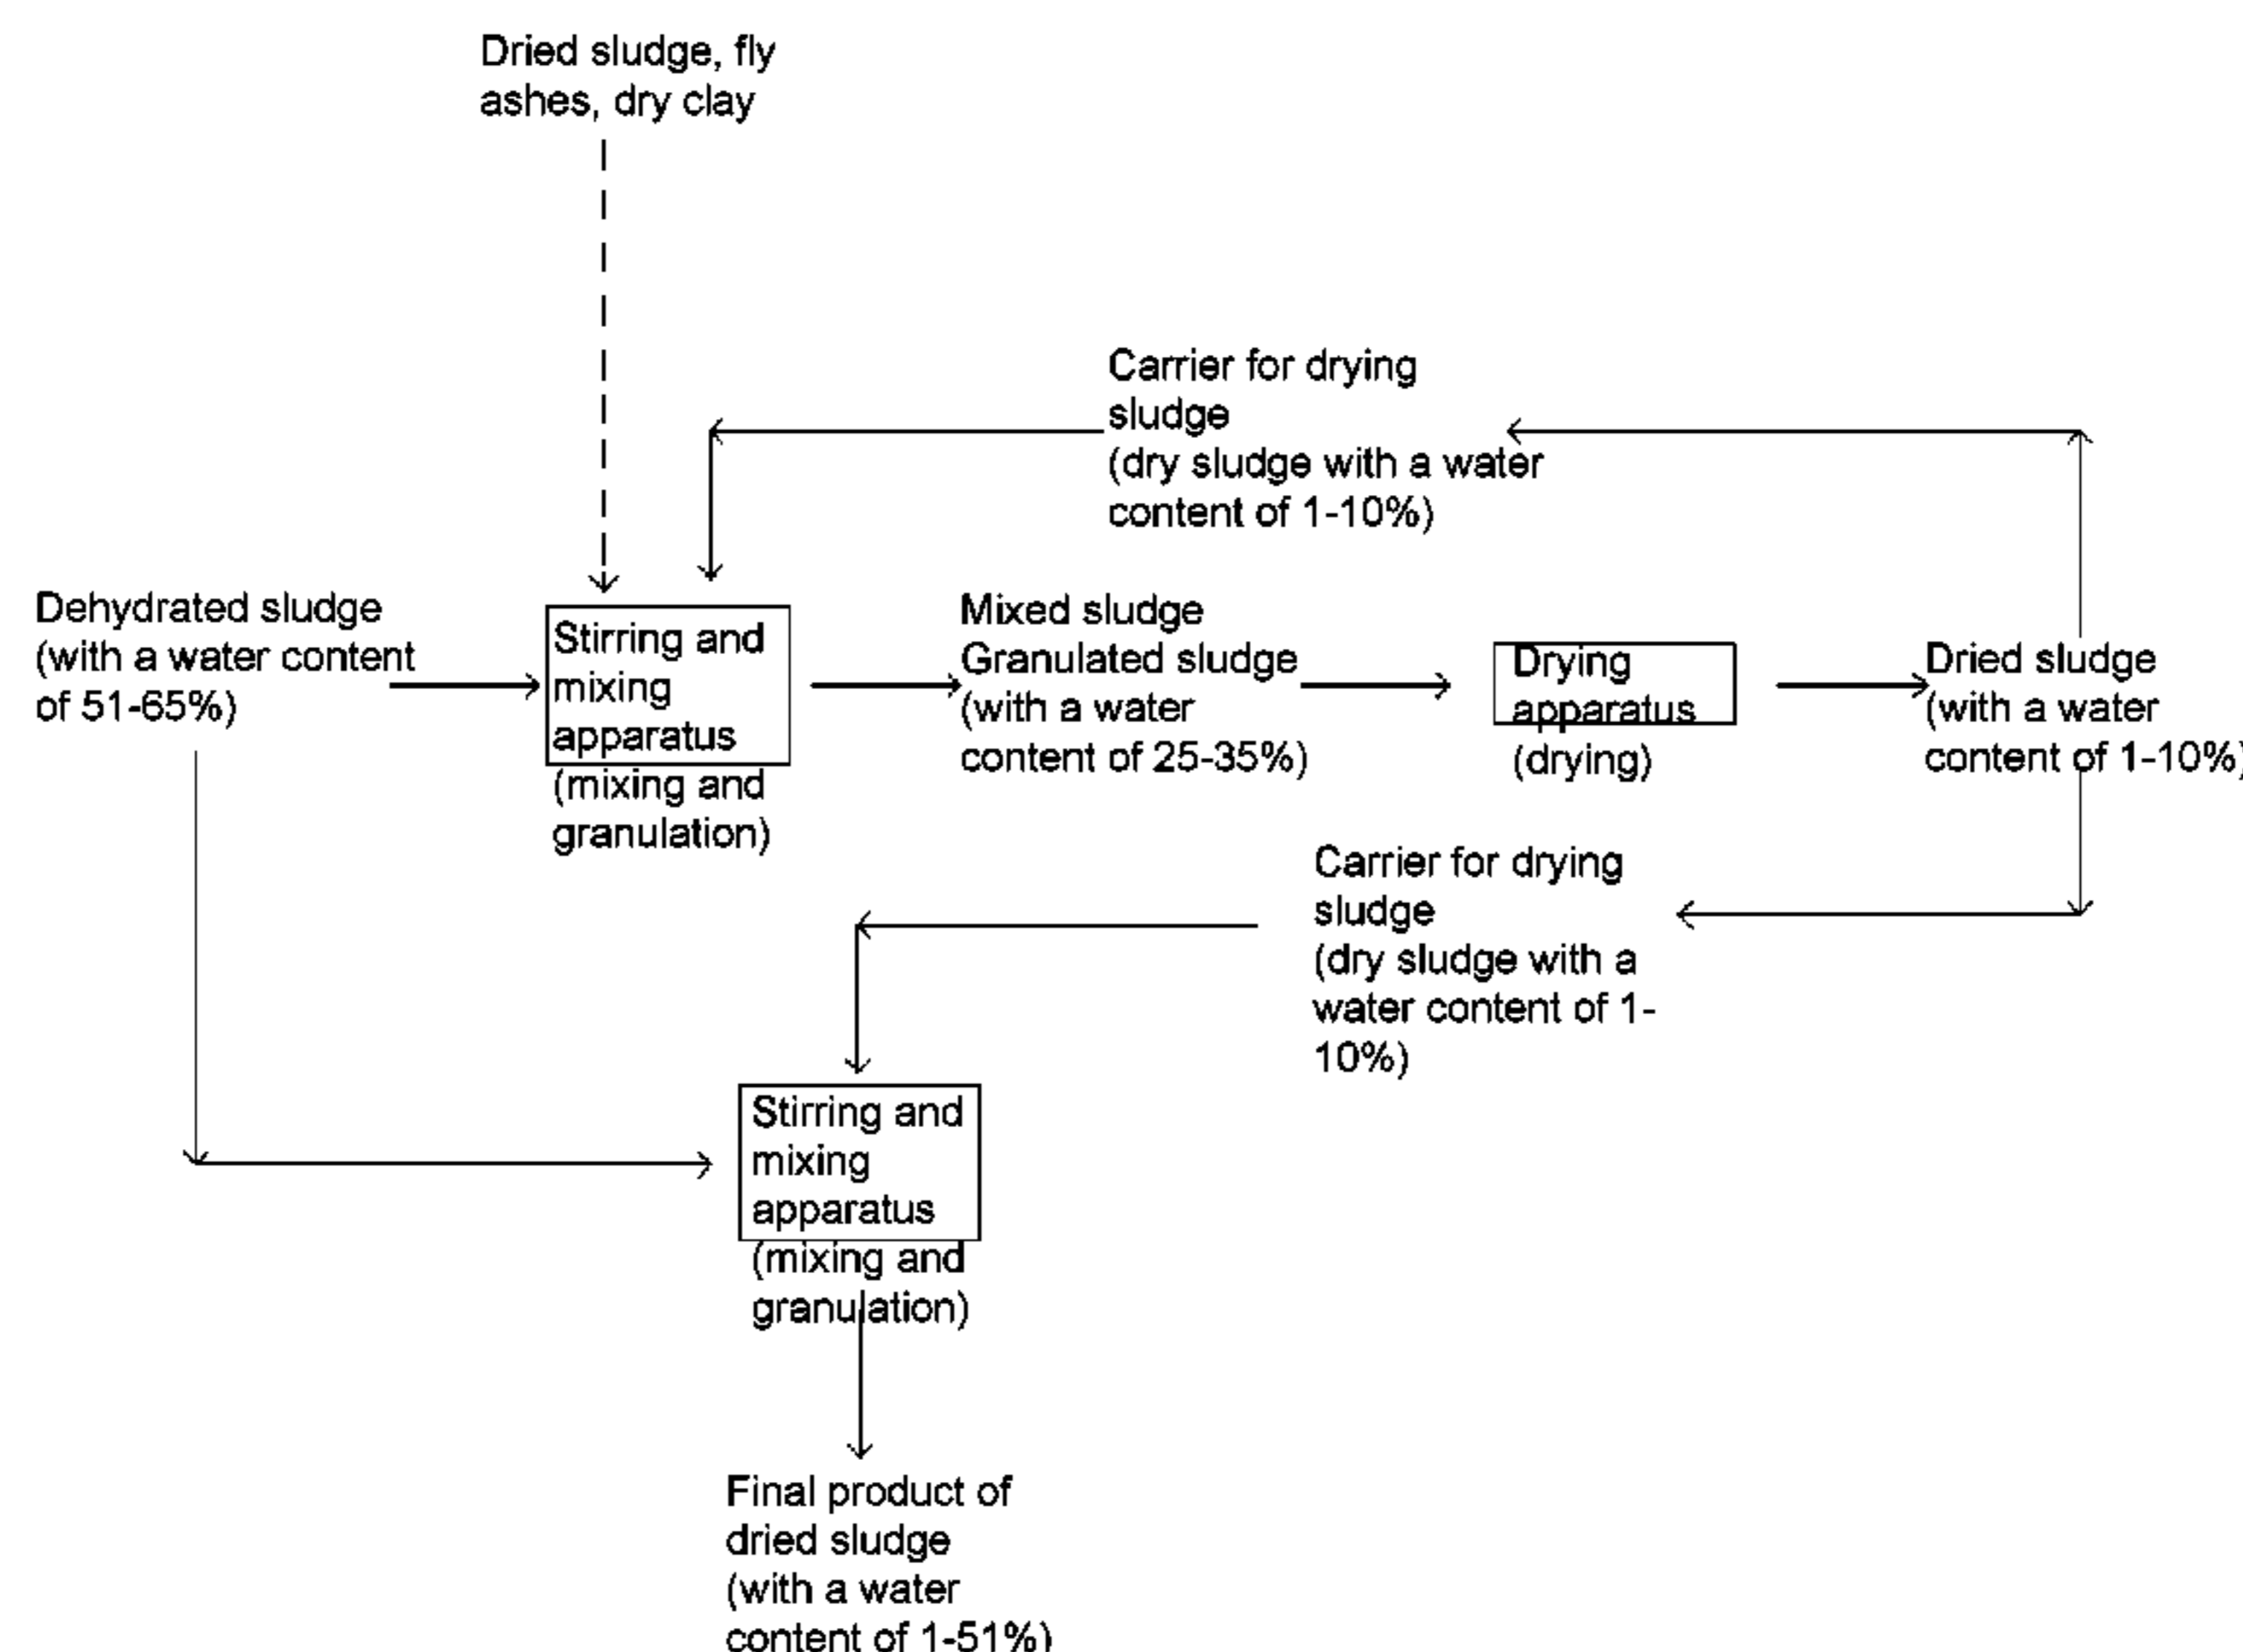 Dried sludge, fly
ashes, dry clay
Carrier for drying
sludge
(dry sludge with a water
content of 1-10%)
Dehydrated sludge
(with a water content
of 51-65%)
Stirring and
mixing
apparatus
(mixing and
granulation)
Mixed sludge
Granulated sludge
(with a water
content of 25-35%)
Drying
apparatus
(drying)
Dried sludge
(with a water
content of 1-10%)
Carrier for drying
sludge
(dry sludge with a
water content of 1-
10%)
Stirring and
mixing
apparatus
(mixing and
granulation)
Final product of
dried sludge
(with a water
content of 1-51%)